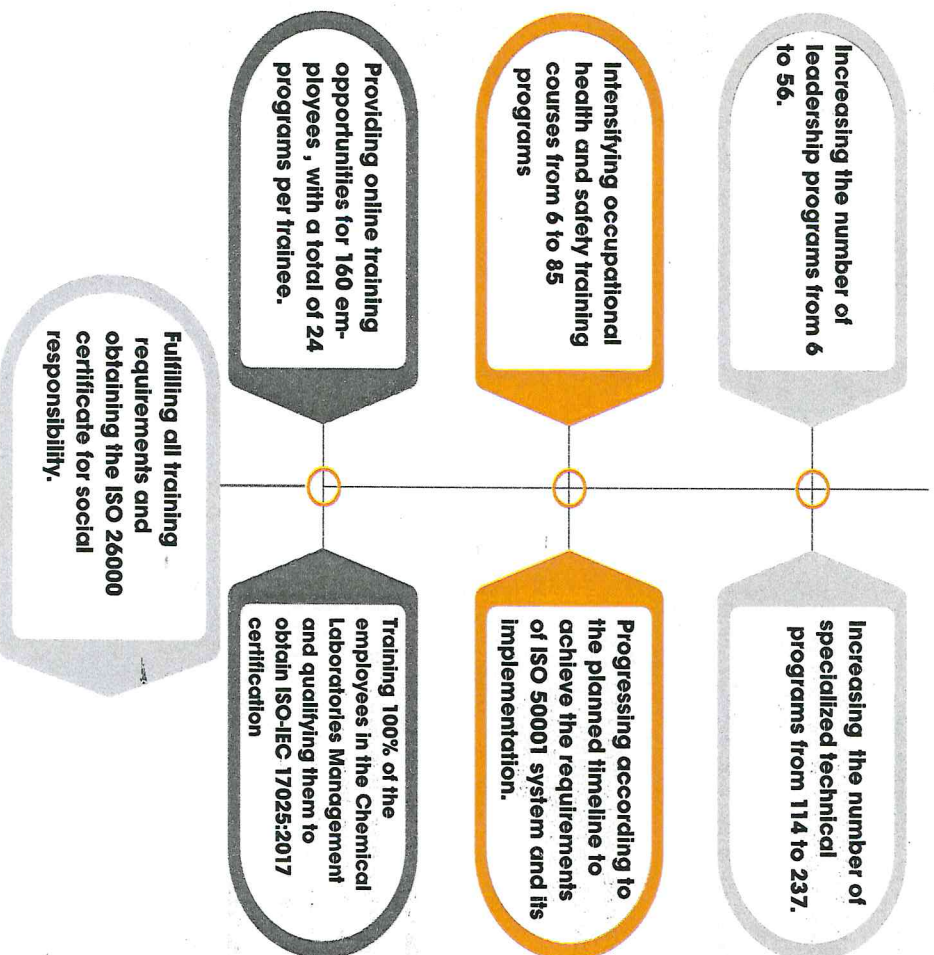 Increasing the number of
leadership programs from 6
to 56.
Increasing the number of
specialized technical
programs from 114 to 237.
Intensifying occupational
health and safety training
courses from 6 to 85
programs
Progressing according to
the planned timeline to
achieve the requirements
of ISO 50001 system and its
implementation.
Providing online training
opportunities for 160 em-
ployees , with a total of 24
programs per trainee.
Training 100% of the
employees in the Chemical
Laboratories Management
and qualifying them to
obtain ISO-IEC 17025:2017
certification
Fulfilling all training
requirements and
obtaining the ISO 26000
certificate for social
responsibility.